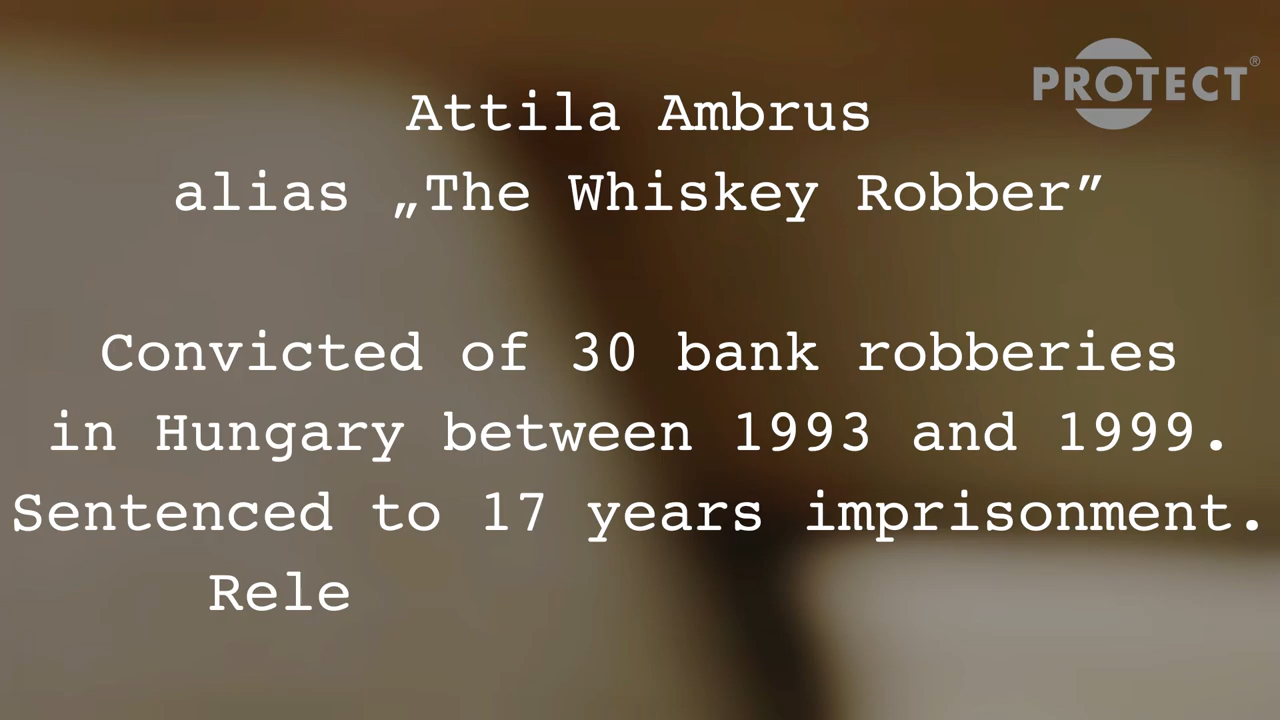 PROTECT®
Attila Ambrus
alias „The Whiskey Robber”
Convicted of 30 bank robberies
in Hungary between 1993 and 1999.
Sentenced to 17 years imprisonment.
Rele